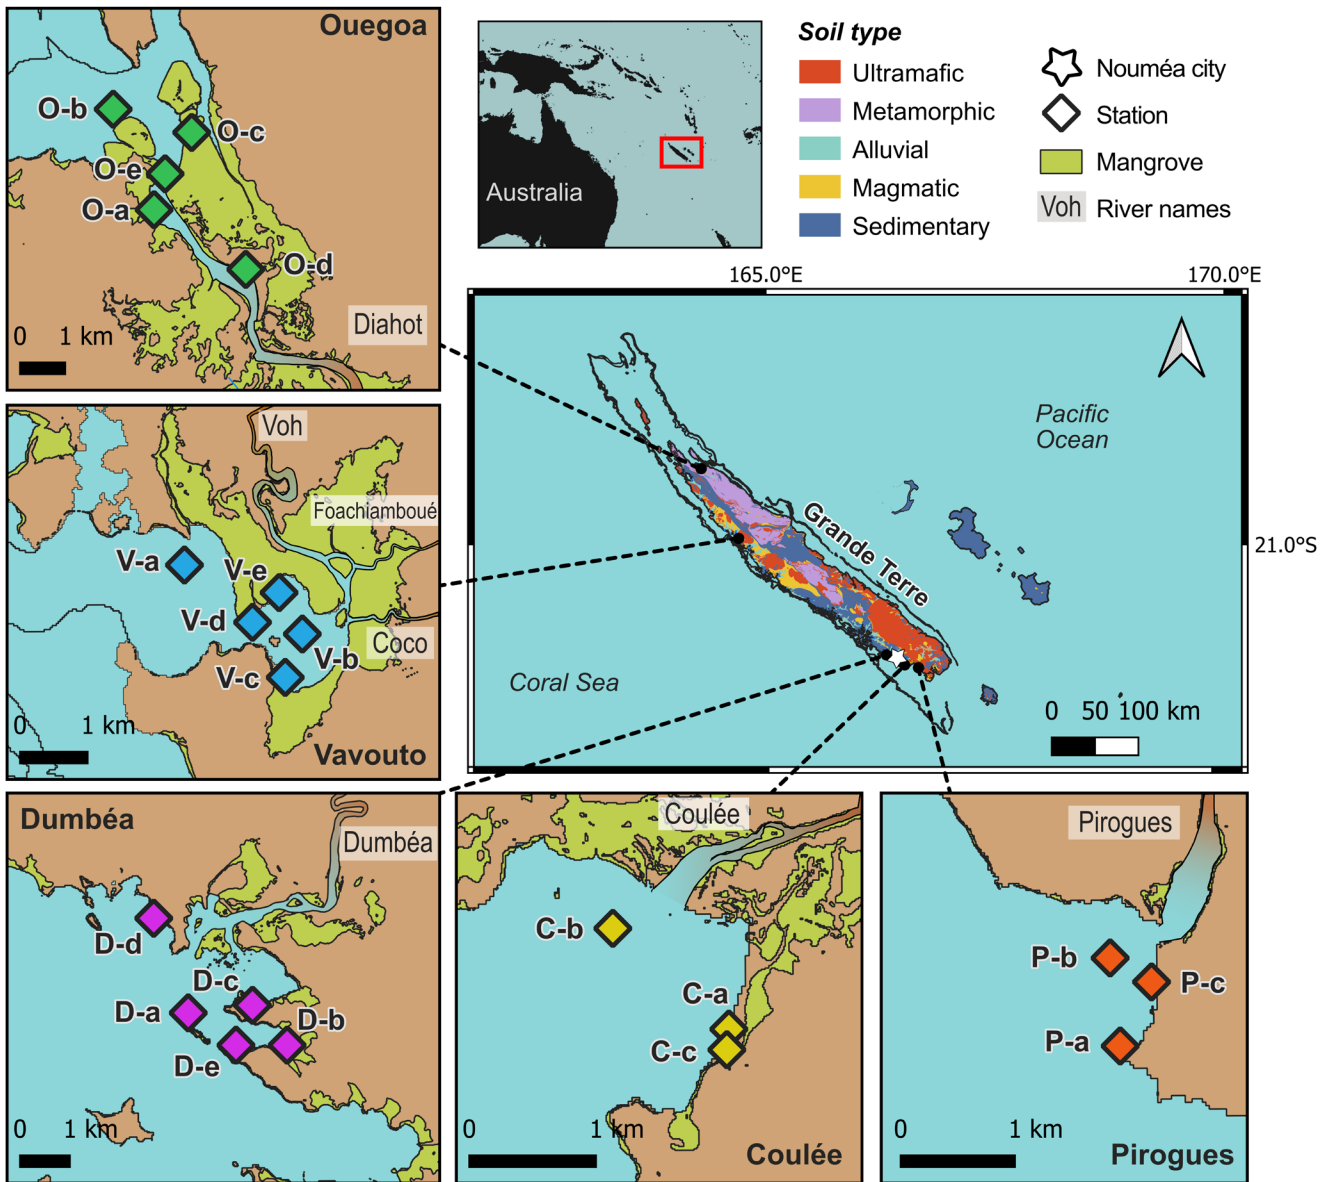 Ouegoa
O-b
O-c
O-e
O-a
O-d
0 1 km
Diahot
Australia
Soil type
Ultramafic
Metamorphic
Alluvial
Magmatic
Sedimentary
Nouméa city
Station
Mangrove
Voh River names
165.0°E
170.0°E
21.0°S
Pacific
Ocean
Grande Terre
Coral Sea
0 50 100 km
Voh
Foachiamboué
V-a
V-e
V-d
V-b
V-c
Coco
0 1 km
Vavouto
Dumbéa
Dumbéa
D-d
D-c
D-a
D-b
D-e
0 1 km
Coulée
C-b
C-a
C-c
0 1 km
Coulée
Pirogues
P-b
P-c
P-a
0 1 km
Pirogues